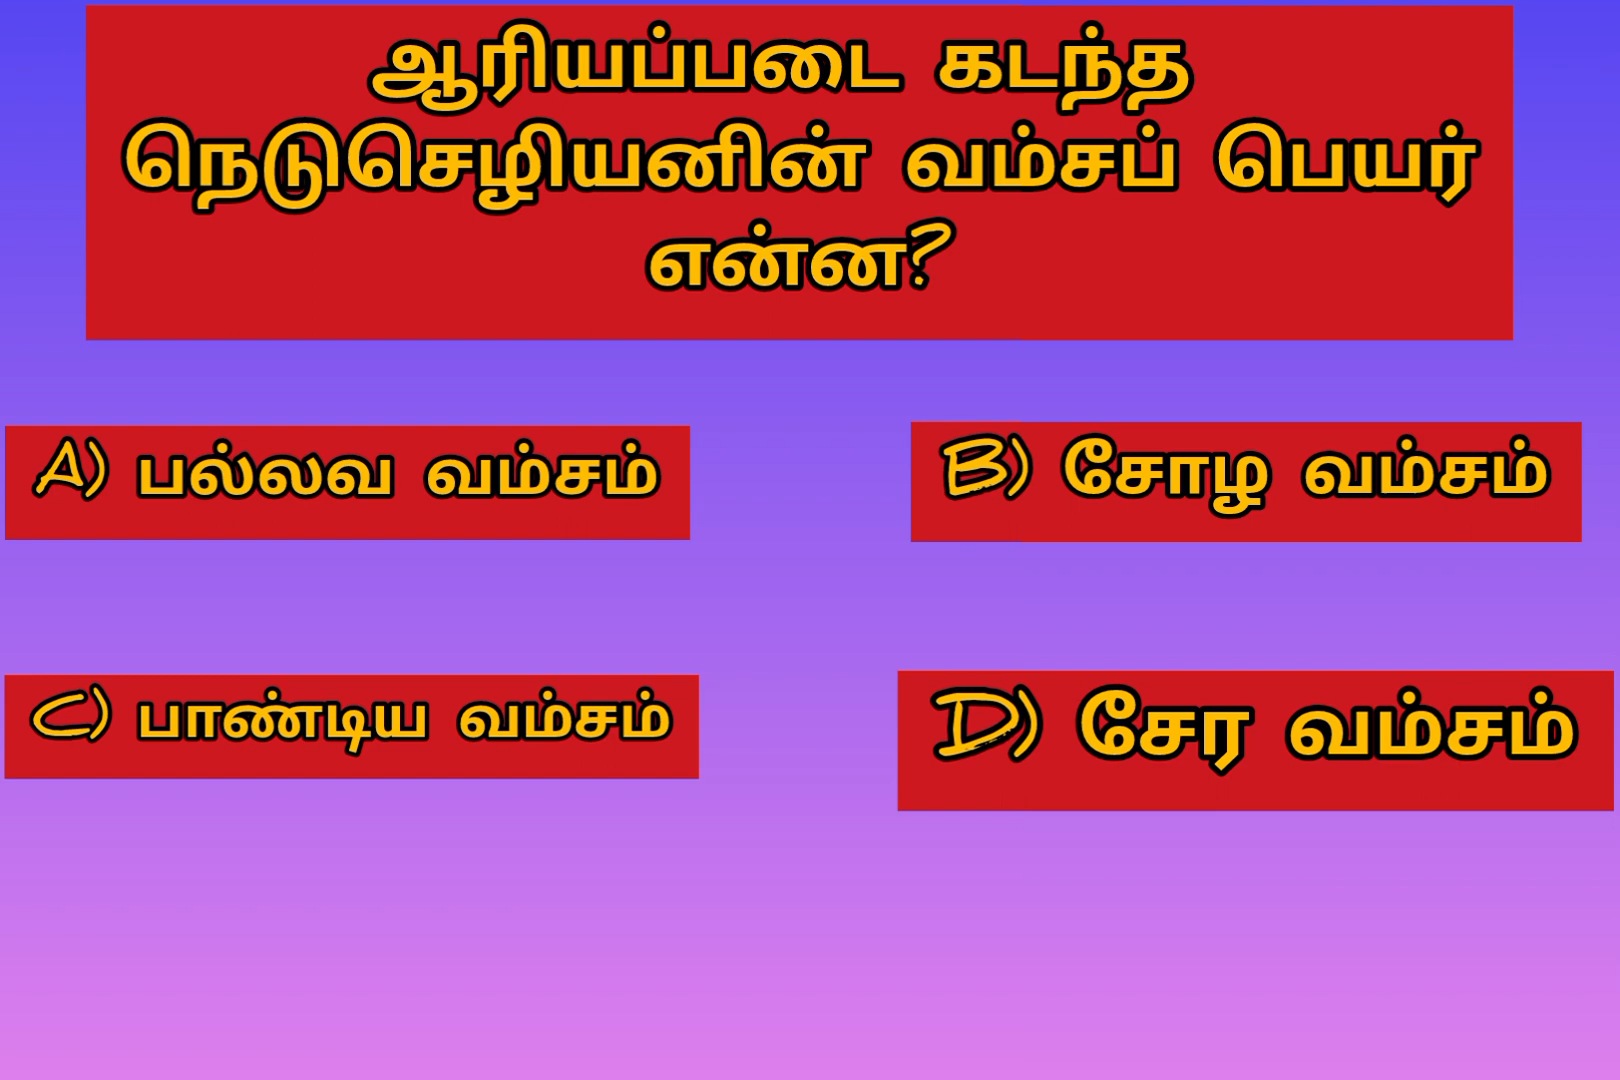 ஆரியப்படை கடந்த
நெடுசெழியனின் வம்சப் பெயர்
என்ன?
A) பல்லவ வம்சம்
B) சோழ வம்சம்
C) பாண்டிய வம்சம்
D) சேர வம்சம்